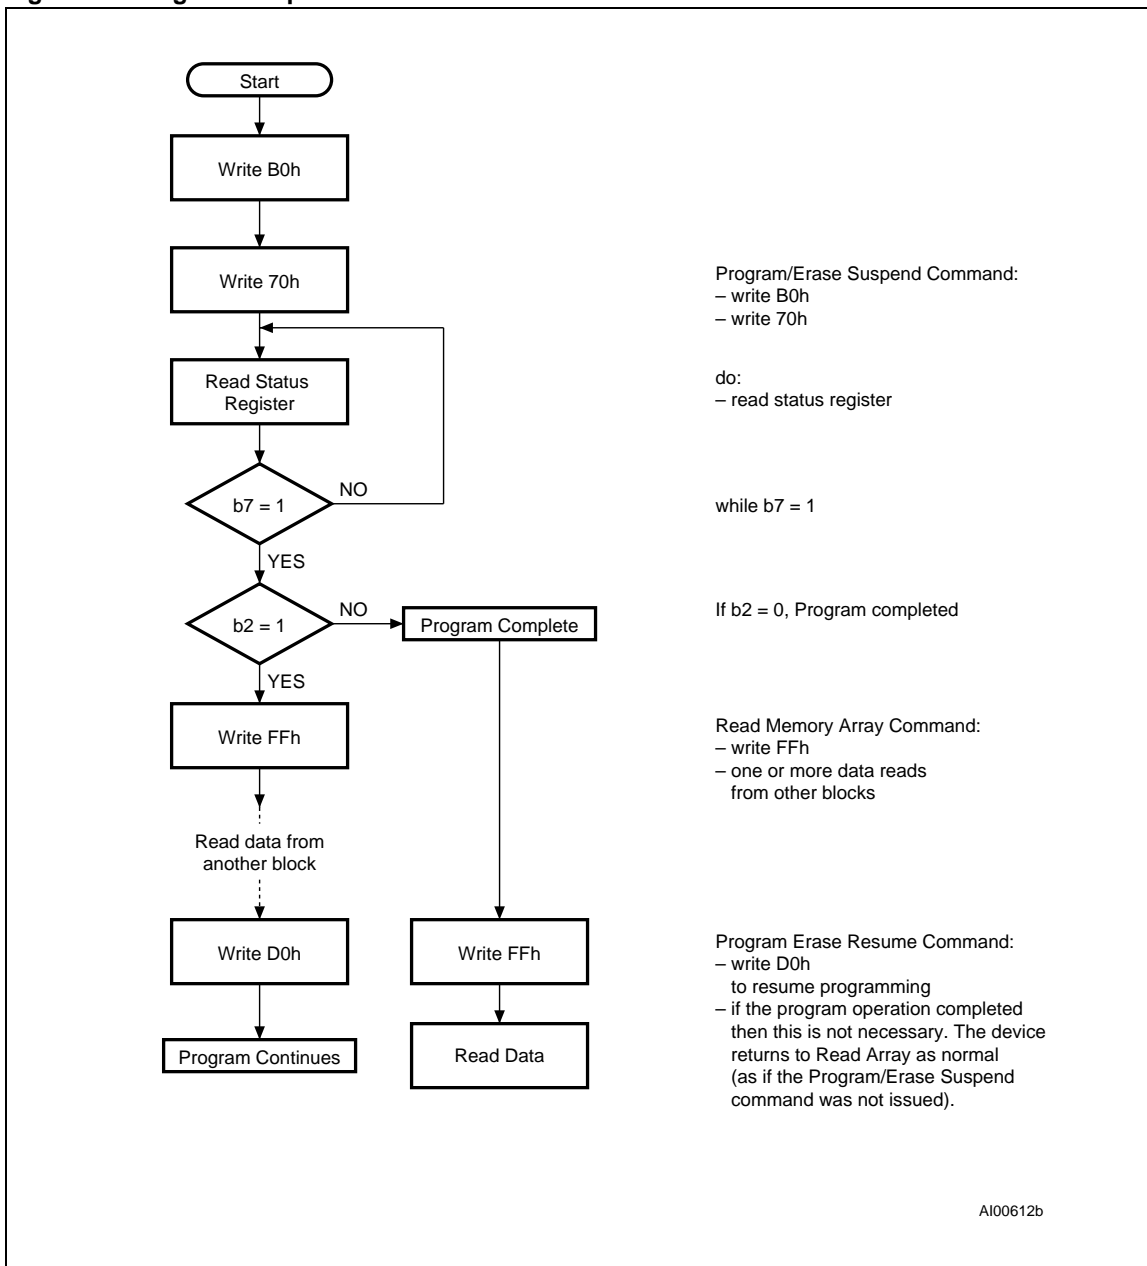 Start
Write B0h
Write 70h
Program/Erase Suspend Command:
– write B0h
– write 70h
Read Status
Register
do:
– read status register
b7 = 1
NO
while b7 = 1
YES
b2 = 1
NO
Program Complete
If b2 = 0, Program completed
YES
Write FFh
Read Memory Array Command:
– write FFh
– one or more data reads
from other blocks
Read data from
another block
Write D0h
Write FFh
Program Erase Resume Command:
– write D0h
to resume programming
– if the program operation completed
then this is not necessary. The device
returns to Read Array as normal
(as if the Program/Erase Suspend
command was not issued).
Program Continues
Read Data
AI00612b